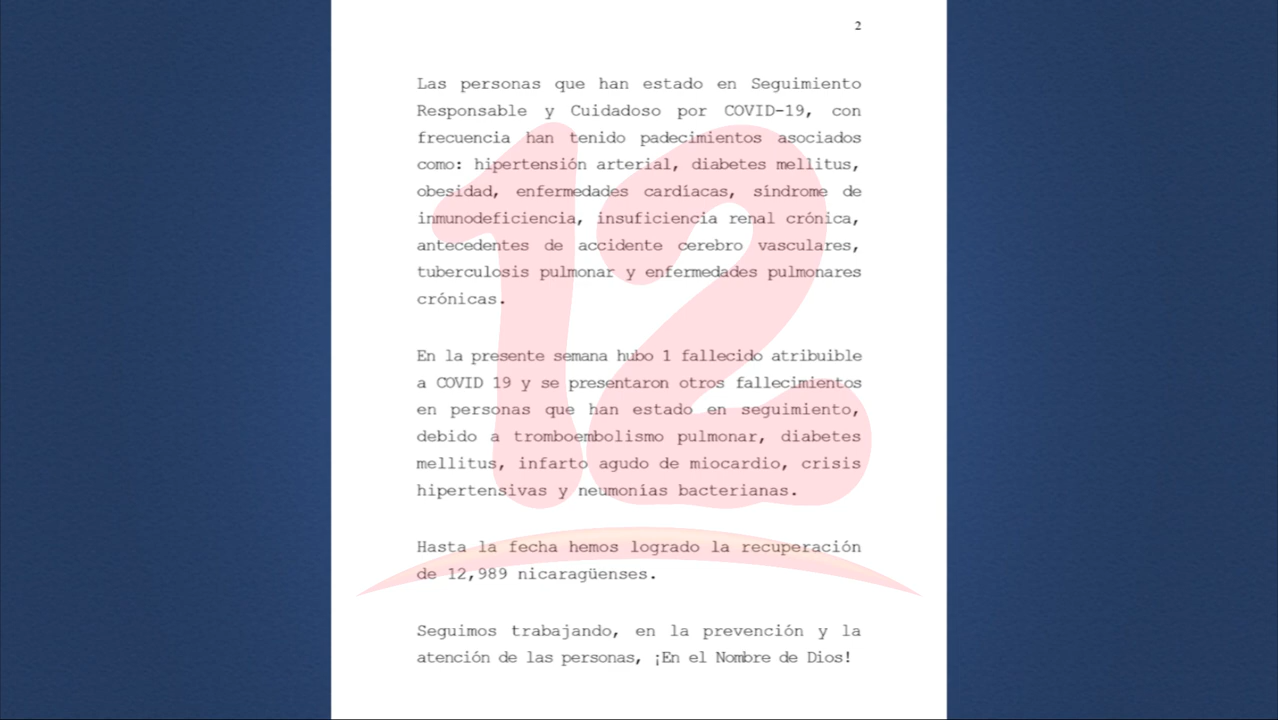 2
Las personas que han estado en Seguimiento
Responsable y Cuidadoso por COVID-19, con
frecuencia han tenido padecimientos asociados
como: hipertensión arterial, diabetes mellitus,
obesidad, enfermedades cardíacas, síndrome de
inmunodeficiencia, insuficiencia renal crónica,
antecedentes de accidente cerebro vasculares,
tuberculosis pulmonar y enfermedades pulmonares
crónicas.
En la presente semana hubo 1 fallecido atribuible
a COVID 19 y se presentaron otros fallecimientos
en personas que han estado en seguimiento,
debido a tromboembolismo pulmonar, diabetes
mellitus, infarto agudo de miocardio, crisis
hipertensivas y neumonías bacterianas.
Hasta la fecha hemos logrado la recuperación
de 12,989 nicaragüenses.
Seguimos trabajando, en la prevención y la
atención de las personas, ¡En el Nombre de Dios!
12